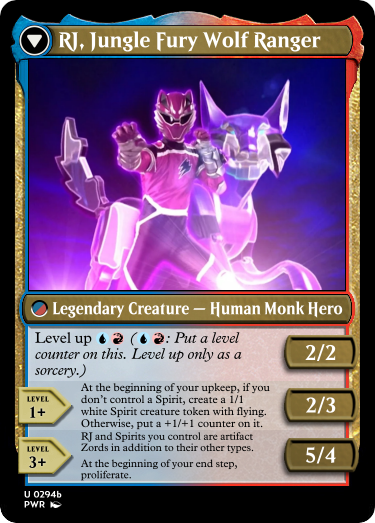 RJ, Jungle Fury Wolf Ranger
Legendary Creature — Human Monk Hero
Level up (: Put a level
counter on this. Level up only as a
sorcery.)
2/2
LEVEL
1+
At the beginning of your upkeep, if you
don't control a Spirit, create a 1/1
white Spirit creature token with flying.
Otherwise, put a +1/+1 counter on it.
2/3
LEVEL
3+
RJ and Spirits you control are artifact
Zords in addition to their other types.
At the beginning of your end step,
proliferate.
5/4
U 0294b
PWR